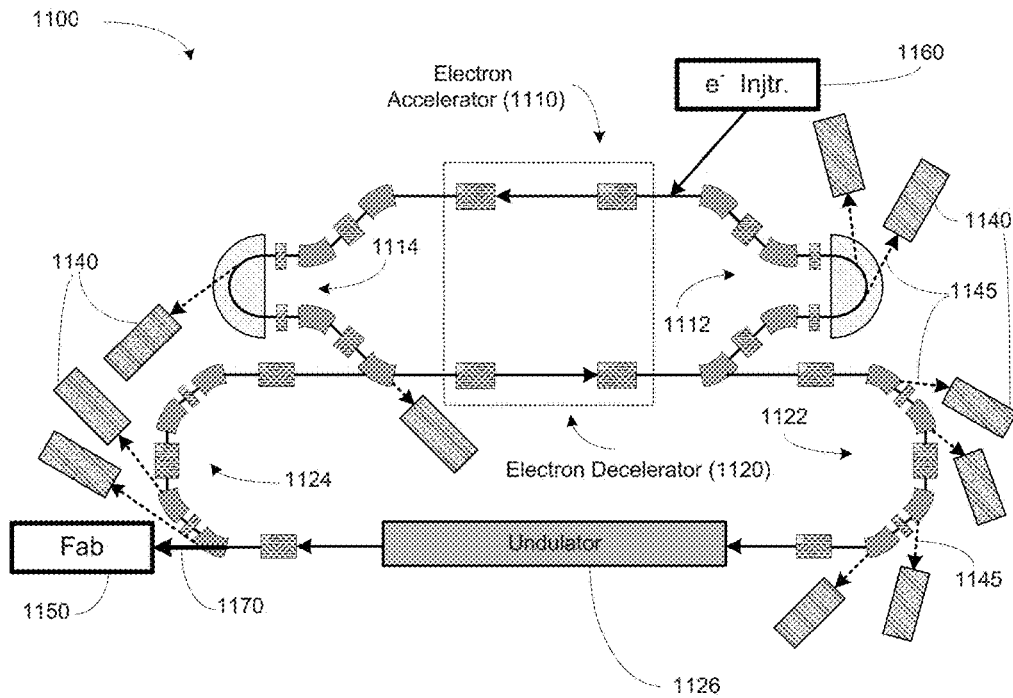 1100
Electron
Accelerator (1110)
e⁻ Injtr.
1160
1140
1114
1112
1140
1145
1124
Electron Decelerator (1120)
1122
Fab
Undulator
1150
1170
1145
1126